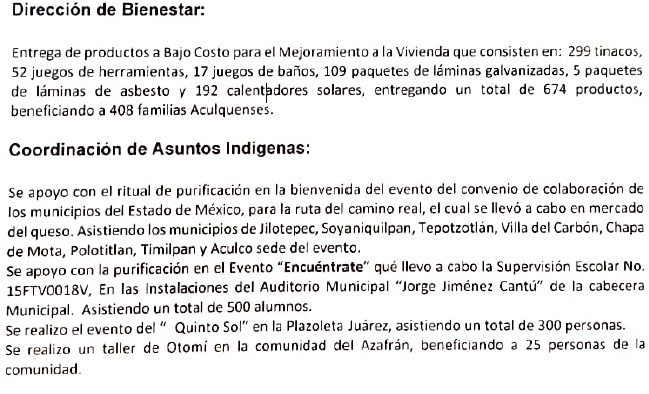 Dirección de Bienestar:
Entrega de productos a Bajo Costo para el Mejoramiento a la Vivienda que consisten en: 299 tinacos,
52 juegos de herramientas, 17 juegos de baños, 109 paquetes de láminas galvanizadas, 5 paquetes
de láminas de asbesto y 192 calentadores solares, entregando un total de 674 productos,
beneficiando a 408 familias Aculquenses.
Coordinación de Asuntos Indígenas:
Se apoyo con el ritual de purificación en la bienvenida del evento del convenio de colaboración de
los municipios del Estado de México, para la ruta del camino real, el cual se llevó a cabo en mercado
del queso. Asistiendo los municipios de Jilotepec, Soyaniquilpan, Tepotzotlán, Villa del Carbón, Chapa
de Mota, Polotitlan, Timilpan y Aculco sede del evento.
Se apoyo con la purificación en el Evento "Encuéntrate" qué llevo a cabo la Supervisión Escolar No.
15FTV0018V, En las Instalaciones del Auditorio Municipal "Jorge Jiménez Cantú" de la cabecera
Municipal. Asistiendo un total de 500 alumnos.
Se realizo el evento del " Quinto Sol" en la Plazoleta Juárez, asistiendo un total de 300 personas.
Se realizo un taller de Otomí en la comunidad del Azafrán, beneficiando a 25 personas de la
comunidad.